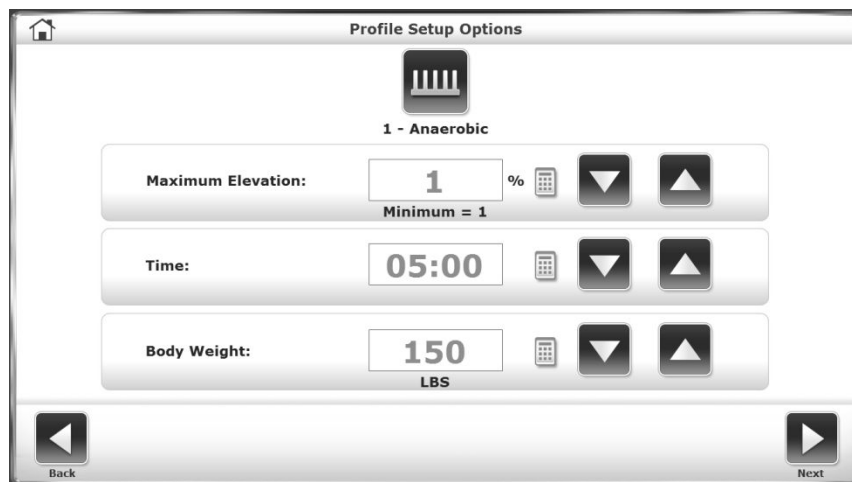 Profile Setup Options
1 - Anaerobic
Maximum Elevation: 1 %
Minimum = 1
Time: 05:00
Body Weight: 150
LBS
Back Next